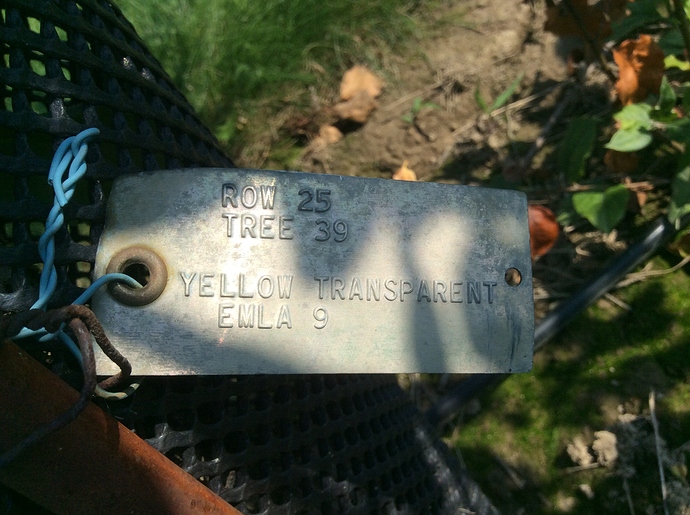 ROW 25
TREE 39
YELLOW TRANSPARENT
EMLA 9